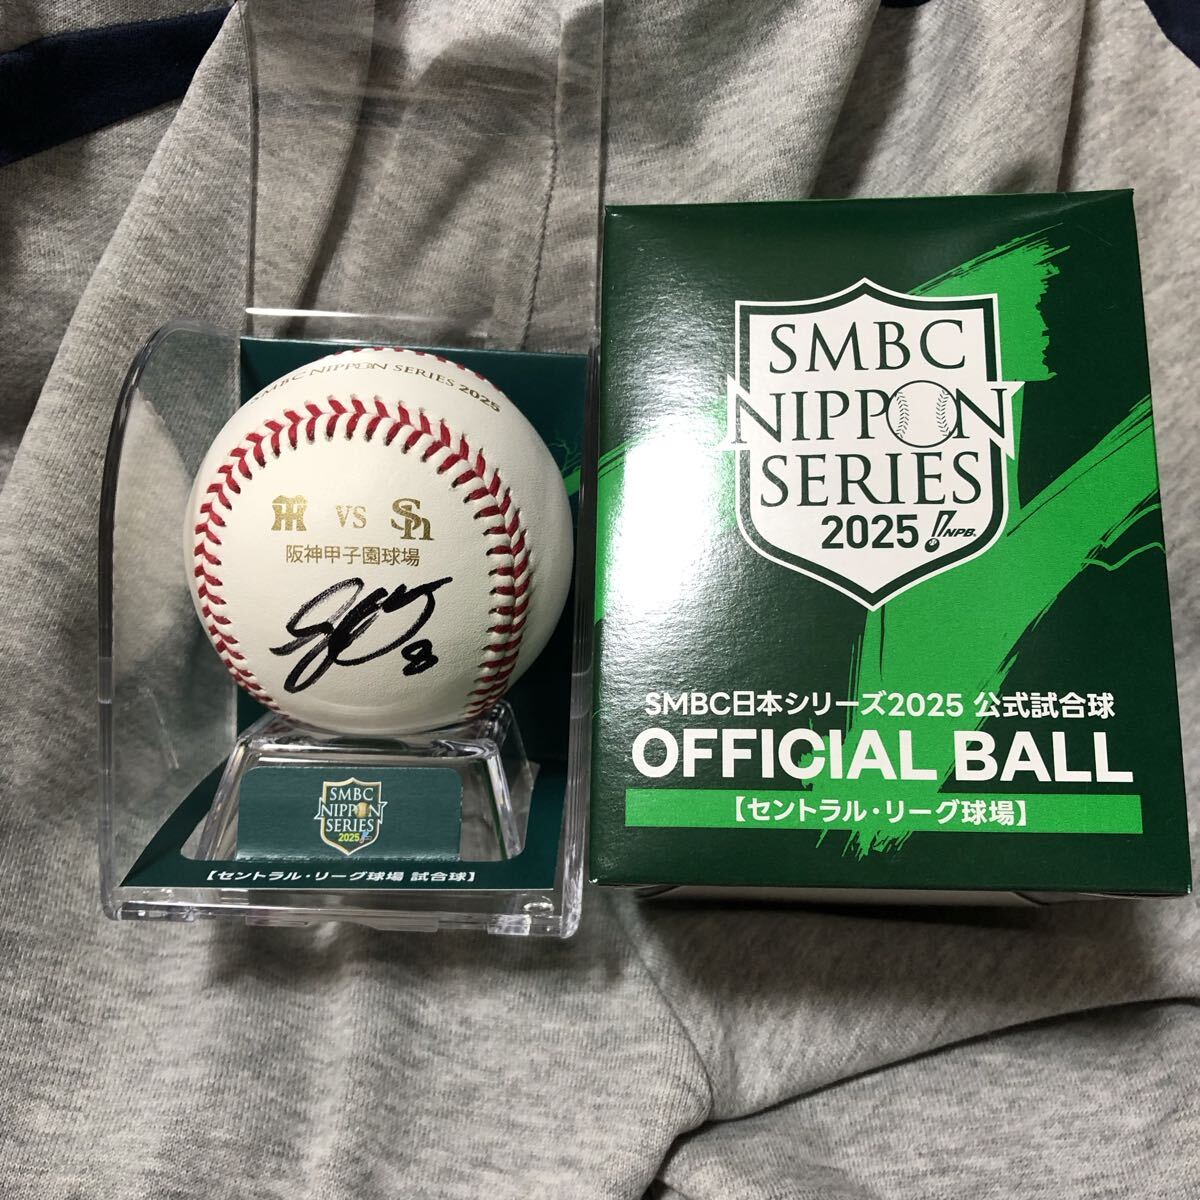 SMBC NIPPON SERIES 2025
VS Sh
阪神甲子園球場
8
SMBC
NIPPON
SERIES
2025
【セントラル・リーグ球場 試合球】
SMBC
NIPPON
SERIES
2025 NPB
SMBC日本シリーズ2025 公式試合球
OFFICIAL BALL
【セントラル・リーグ球場】